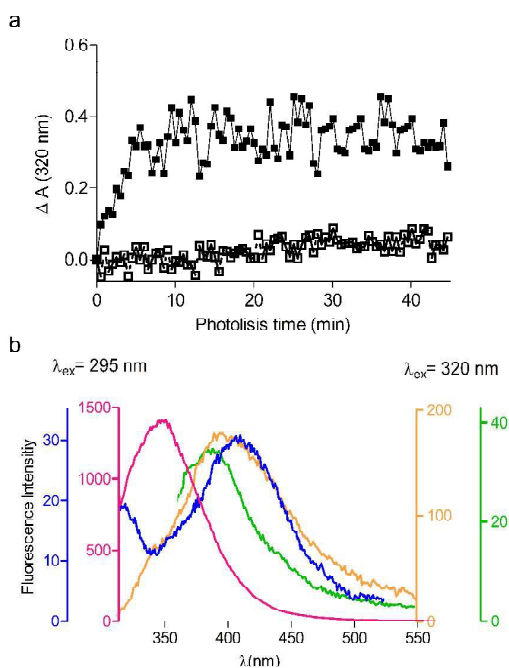 a
0.6
0.4
0.2
0.0
Δ A (320 nm)
0 10 20 30 40
Photolisis time (min)
b
λex= 295 nm
λex= 320 nm
30
20
10
0
1500
1000
500
0
200
100
0
40
20
0
Fluorescence Intensitiy
350 400 450 500 550
λ(nm)